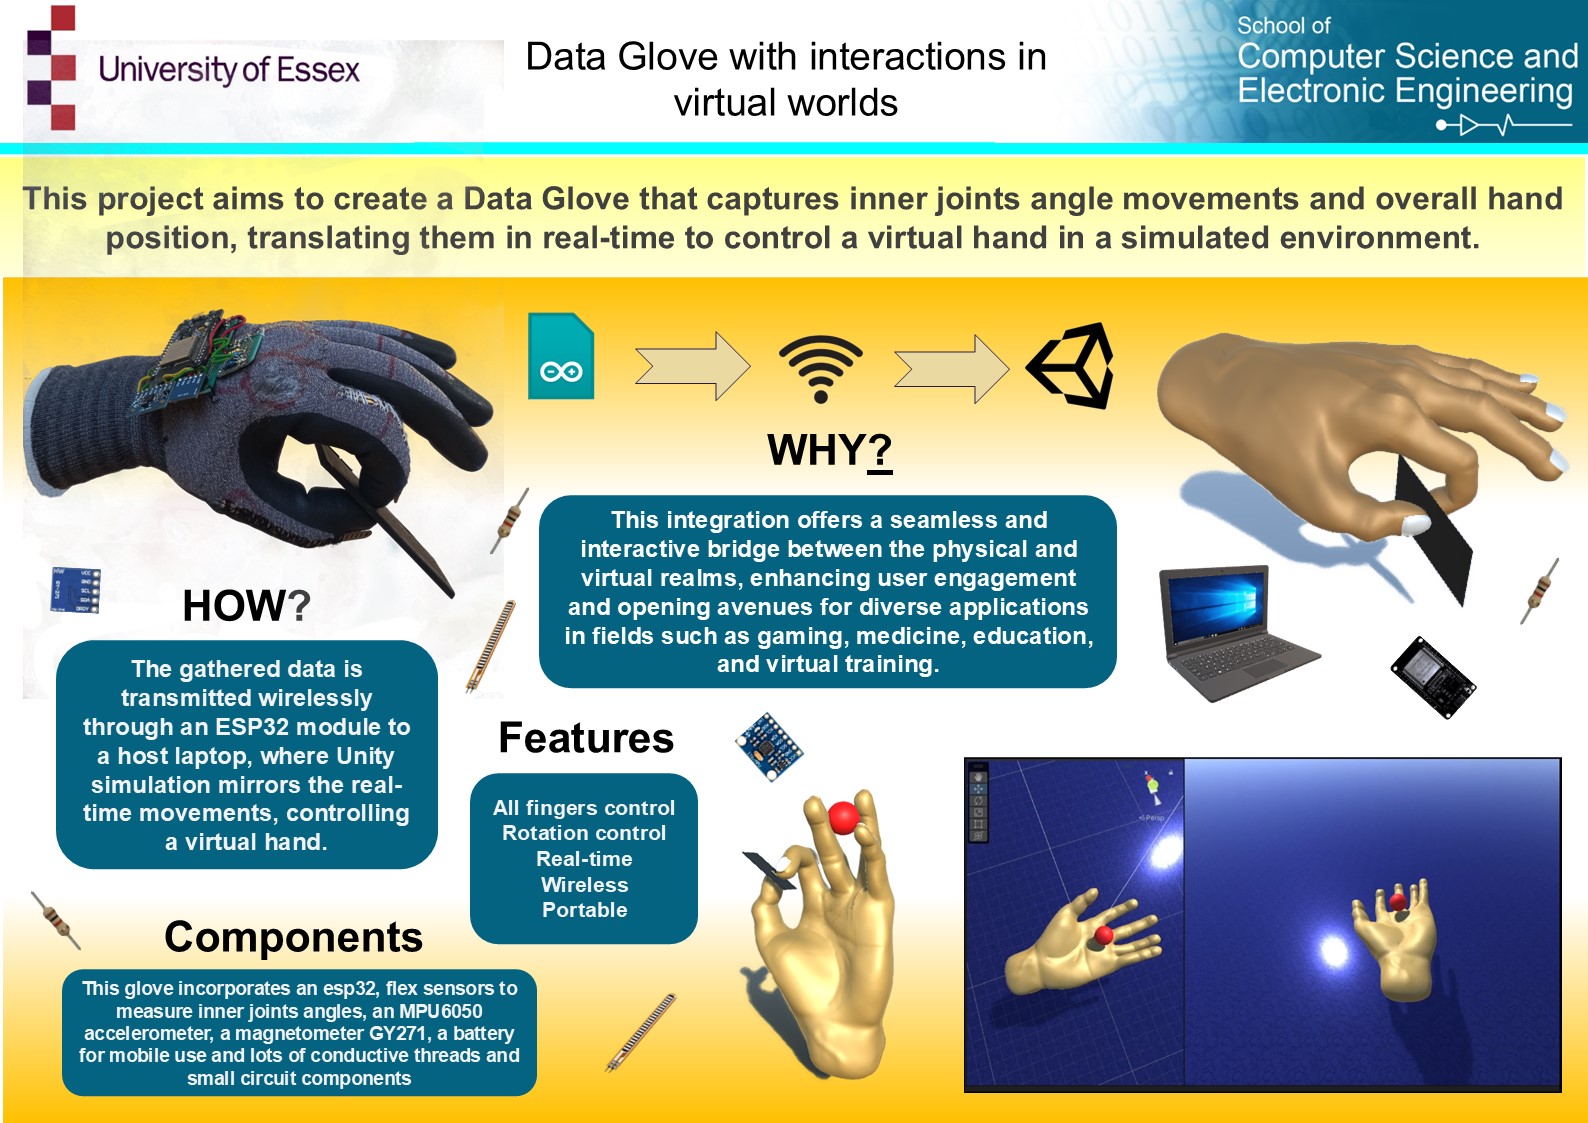 University of Essex
Data Glove with interactions in
virtual worlds
School of
Computer Science and
Electronic Engineering
This project aims to create a Data Glove that captures inner joints angle movements and overall hand
position, translating them in real-time to control a virtual hand in a simulated environment.
WHY?
This integration offers a seamless and
interactive bridge between the physical and
virtual realms, enhancing user engagement
and opening avenues for diverse applications
in fields such as gaming, medicine, education,
and virtual training.
HOW?
The gathered data is
transmitted wirelessly
through an ESP32 module to
a host laptop, where Unity
simulation mirrors the real-
time movements, controlling
a virtual hand.
VCC
GND
SCL
SDA
DRDY
Features
All fingers control
Rotation control
Real-time
Wireless
Portable
Persp
Components
This glove incorporates an esp32, flex sensors to
measure inner joints angles, an MPU6050
accelerometer, a magnetometer GY271, a battery
for mobile use and lots of conductive threads and
small circuit components